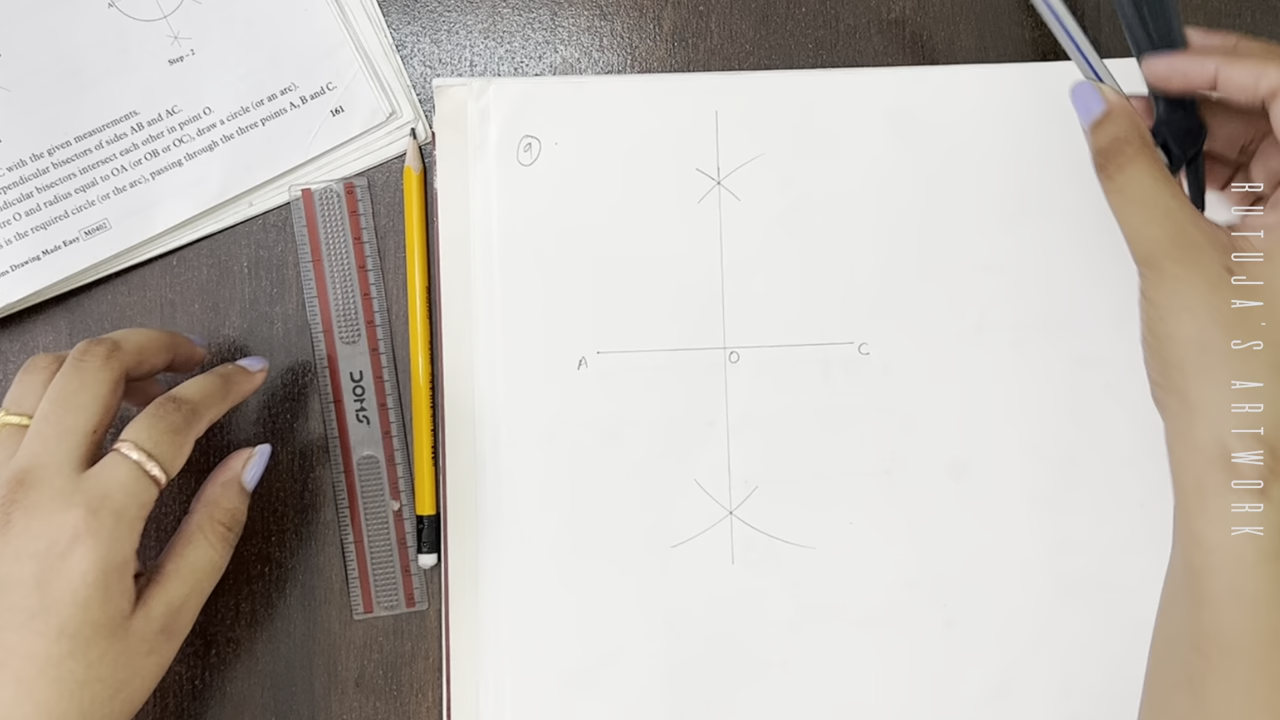 A
Step – 2
C with the given measurements.
perpendicular bisectors of sides AB and AC.
bisectors intersect each other in point O.
O and radius equal to OA (or OB or OC), draw a circle (or an arc).
is the required circle (or the arc), passing through the three points A, B and C.
Drawing Made Easy M0402
161
DOMS
9
A
O
C
RUTUJA'S ARTWORK